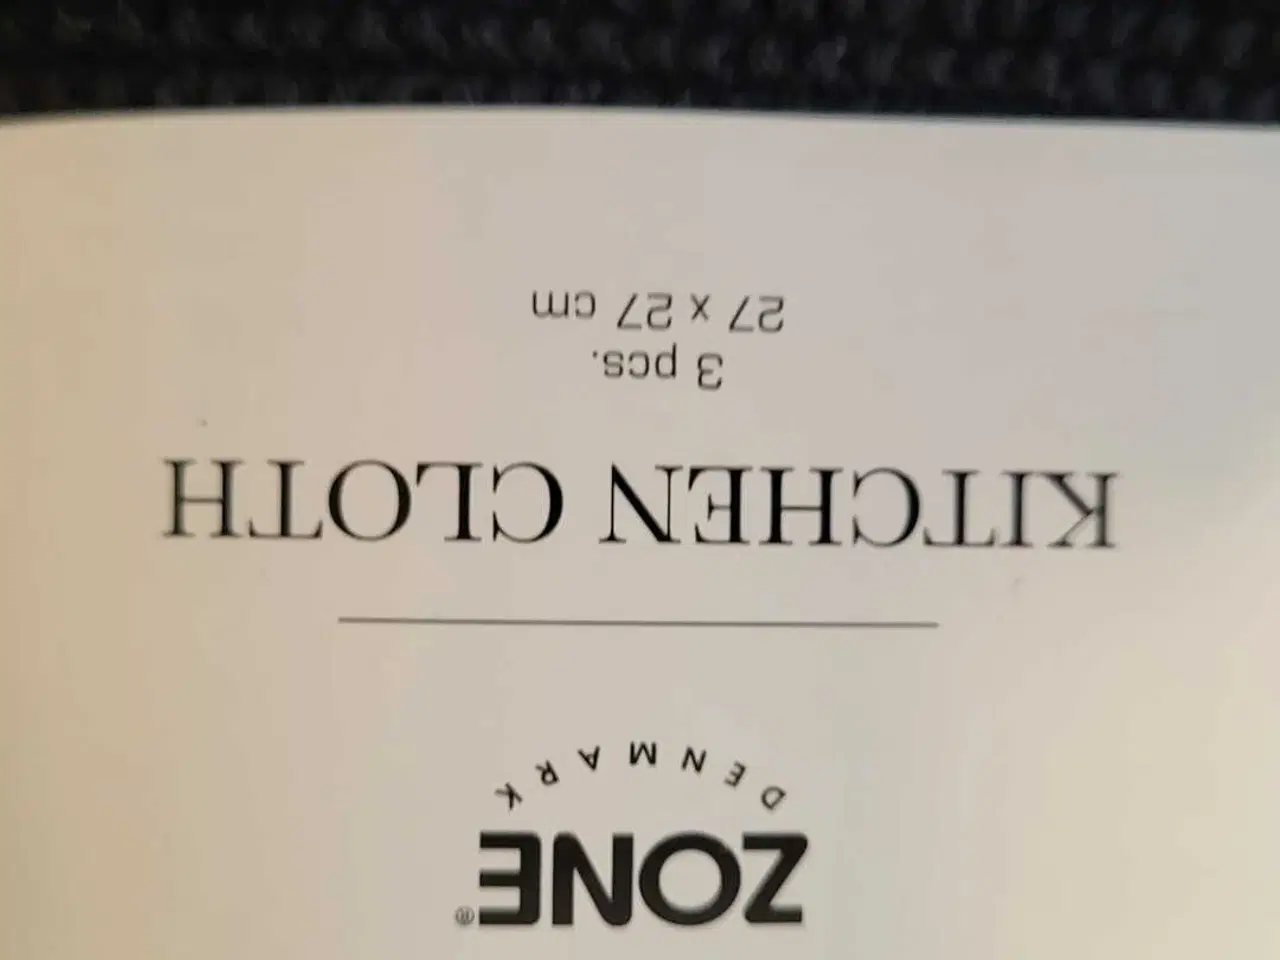 ZONE®
DENMARK
KITCHEN CLOTH
3 pcs.
27 x 27 cm